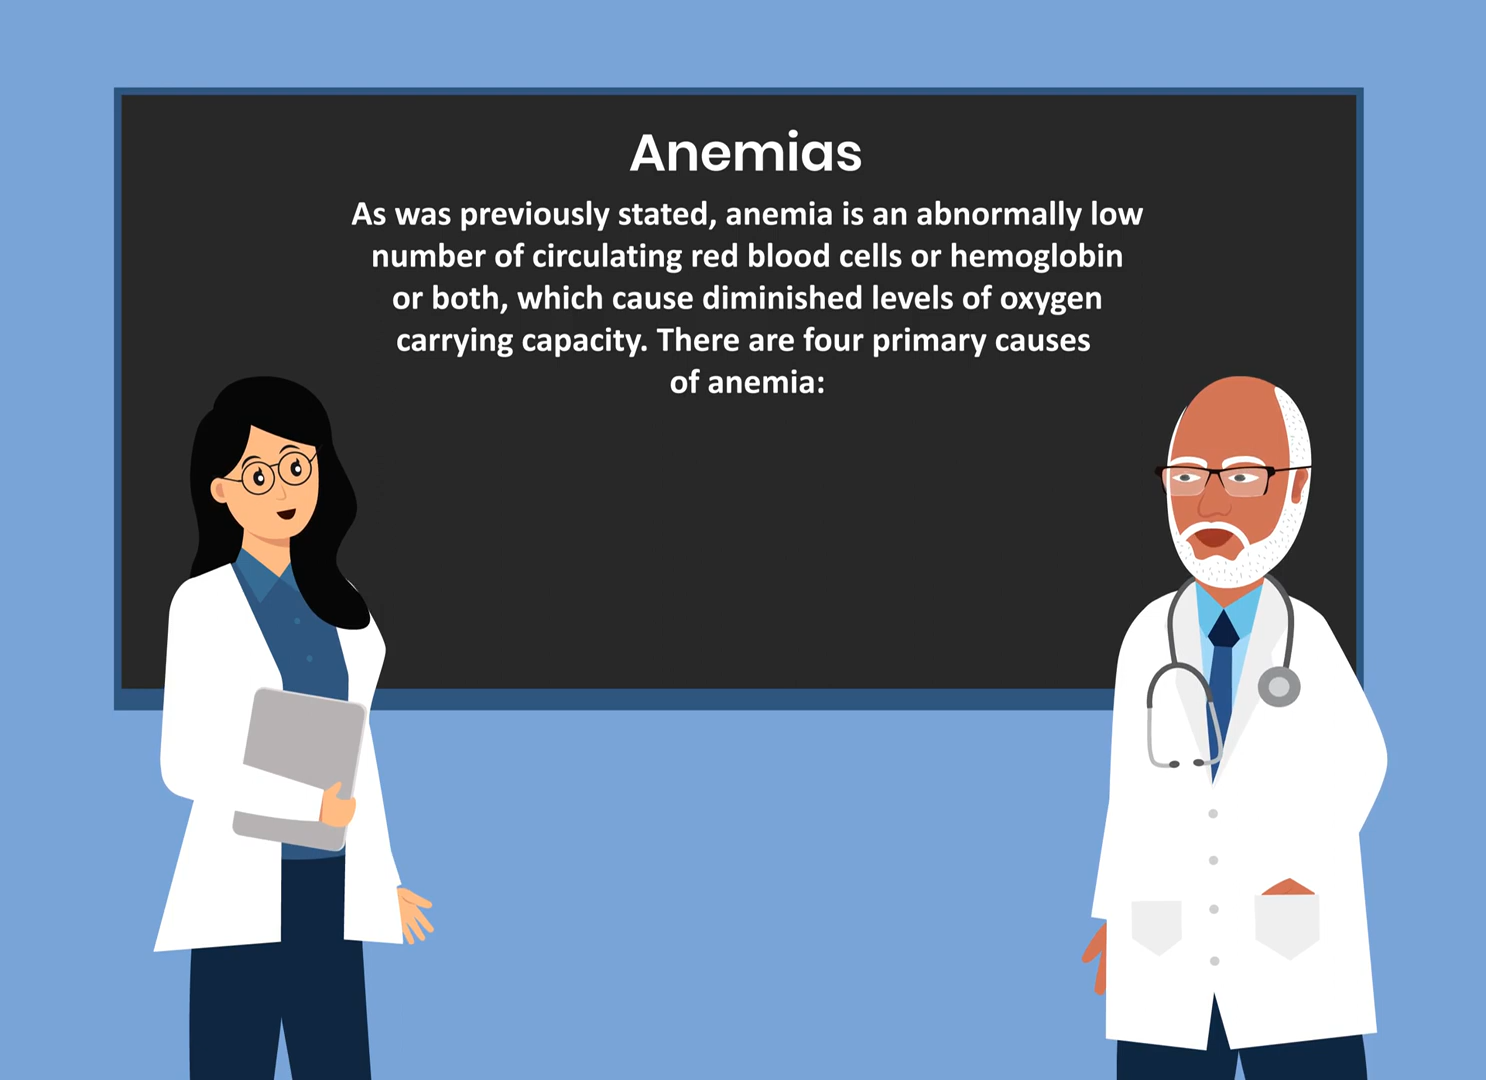 Anemias
As was previously stated, anemia is an abnormally low
number of circulating red blood cells or hemoglobin
or both, which cause diminished levels of oxygen
carrying capacity. There are four primary causes
of anemia: